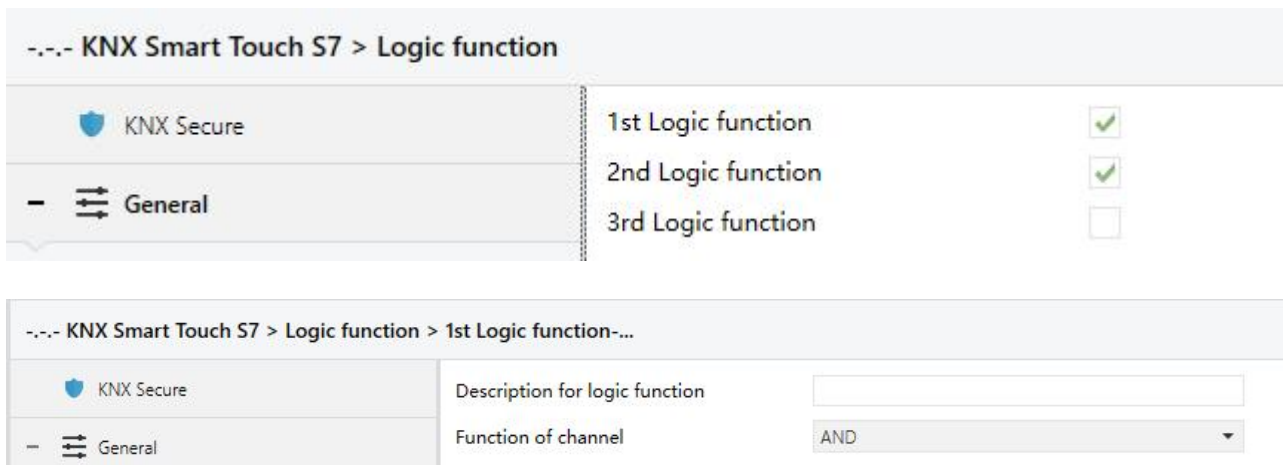 -.-.- KNX Smart Touch S7 > Logic function
KNX Secure
General
1st Logic function
2nd Logic function
3rd Logic function
-.-.- KNX Smart Touch S7 > Logic function > 1st Logic function-...
KNX Secure
General
Description for logic function
Function of channel AND